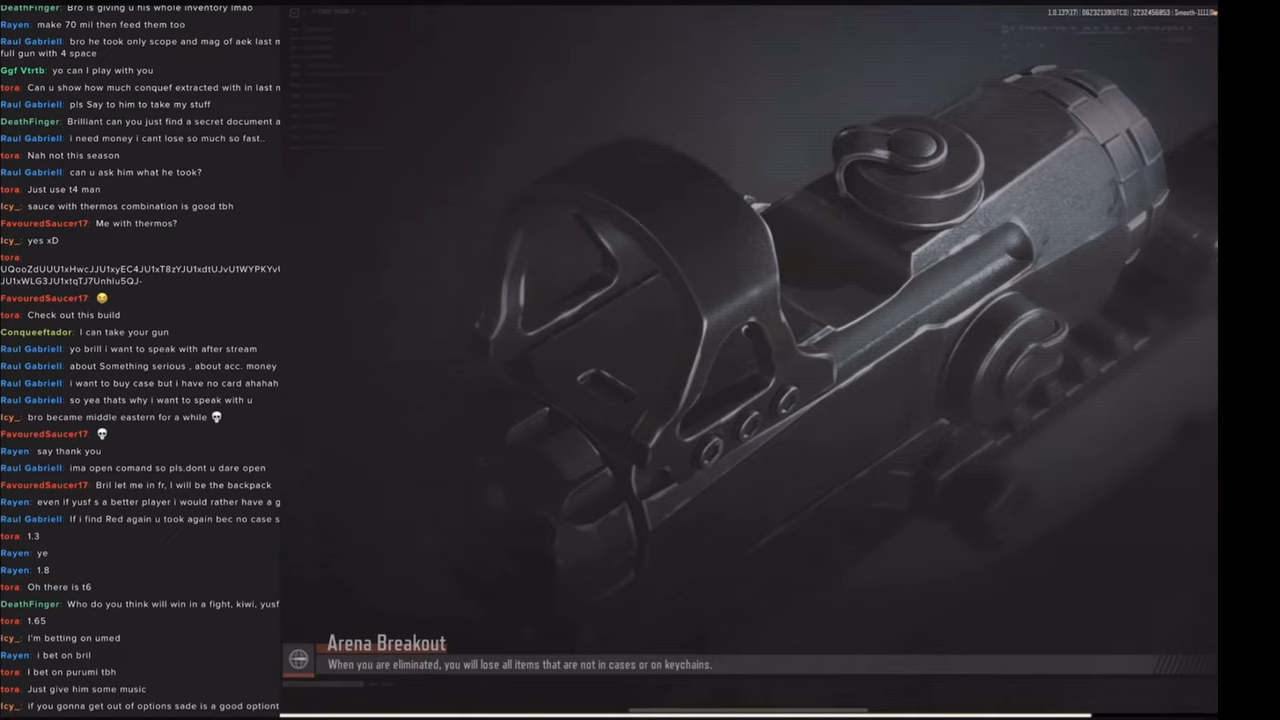 DeathFinger: Bro is giving u his whole inventory lmao
Rayen: make 70 mil then feed them too
Raul Gabriell: bro he took only scope and mag of aek last m
full gun with 4 space
Ggf Vtrtb: yo can I play with you
tora: Can u show how much conquef extracted with in last r
Raul Gabriell: pls Say to him to take my stuff
DeathFinger: Brilliant can you just find a secret document a
Raul Gabriell: i need money i cant lose so much so fast..
tora: Nah not this season
Raul Gabriell: can u ask him what he took?
tora: Just use t4 man
Icy_: sauce with thermos combination is good tbh
FavouredSaucer17: Me with thermos?
Icy_: yes xD
tora:
JU1xWLG3JU1xtqTJ7Unhlu5QJ-
FavouredSaucer17: 😂
tora: Check out this build
Conqueeftador: I can take your gun
Raul Gabriell: yo brill i want to speak with after stream
Raul Gabriell: about Something serious , about acc. money
Raul Gabriell: i want to buy case but i have no card ahahah
Raul Gabriell: so yea thats why i want to speak with u
Icy_: bro became middle eastern for a while 💀
FavouredSaucer17: 💀
Rayen: say thank you
Raul Gabriell: ima open comand so pls.dont u dare open
FavouredSaucer17: Bril let me in fr, I will be the backpack
Rayen: even if yusf s a better player i would rather have a g
Raul Gabriell: If i find Red again u took again bec no case s
tora: 1.3
Rayen: ye
Rayen: 1.8
tora: Oh there is t6
DeathFinger: Who do you think will win in a fight, kiwi, yusf
tora: 1.65
Icy_: I'm betting on umed
Rayen: i bet on bril
tora: I bet on purumi tbh
tora: Just give him some music
Icy_: if you gonna get out of options sade is a good optiont
Arena Breakout
When you are eliminated, you will lose all items that are not in cases or on keychains.